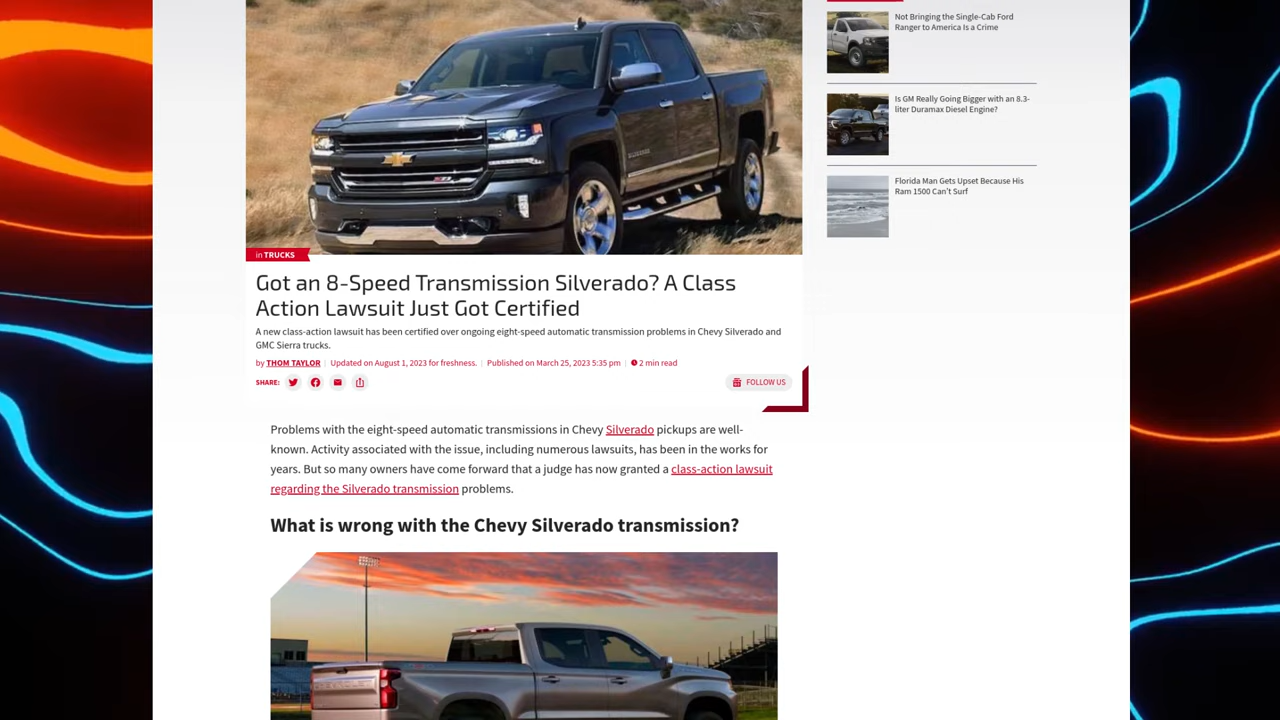 in TRUCKS
Got an 8-Speed Transmission Silverado? A Class
Action Lawsuit Just Got Certified
A new class-action lawsuit has been certified over ongoing eight-speed automatic transmission problems in Chevy Silverado and
GMC Sierra trucks.
by THOM TAYLOR | Updated on August 1, 2023 for freshness. | Published on March 25, 2023 5:35 pm | 2 min read
SHARE:
FOLLOW US
Problems with the eight-speed automatic transmissions in Chevy Silverado pickups are well-
known. Activity associated with the issue, including numerous lawsuits, has been in the works for
years. But so many owners have come forward that a judge has now granted a class-action lawsuit
regarding the Silverado transmission problems.
What is wrong with the Chevy Silverado transmission?
Not Bringing the Single-Cab Ford
Ranger to America Is a Crime
Is GM Really Going Bigger with an 8.3-
liter Duramax Diesel Engine?
Florida Man Gets Upset Because His
Ram 1500 Can't Surf